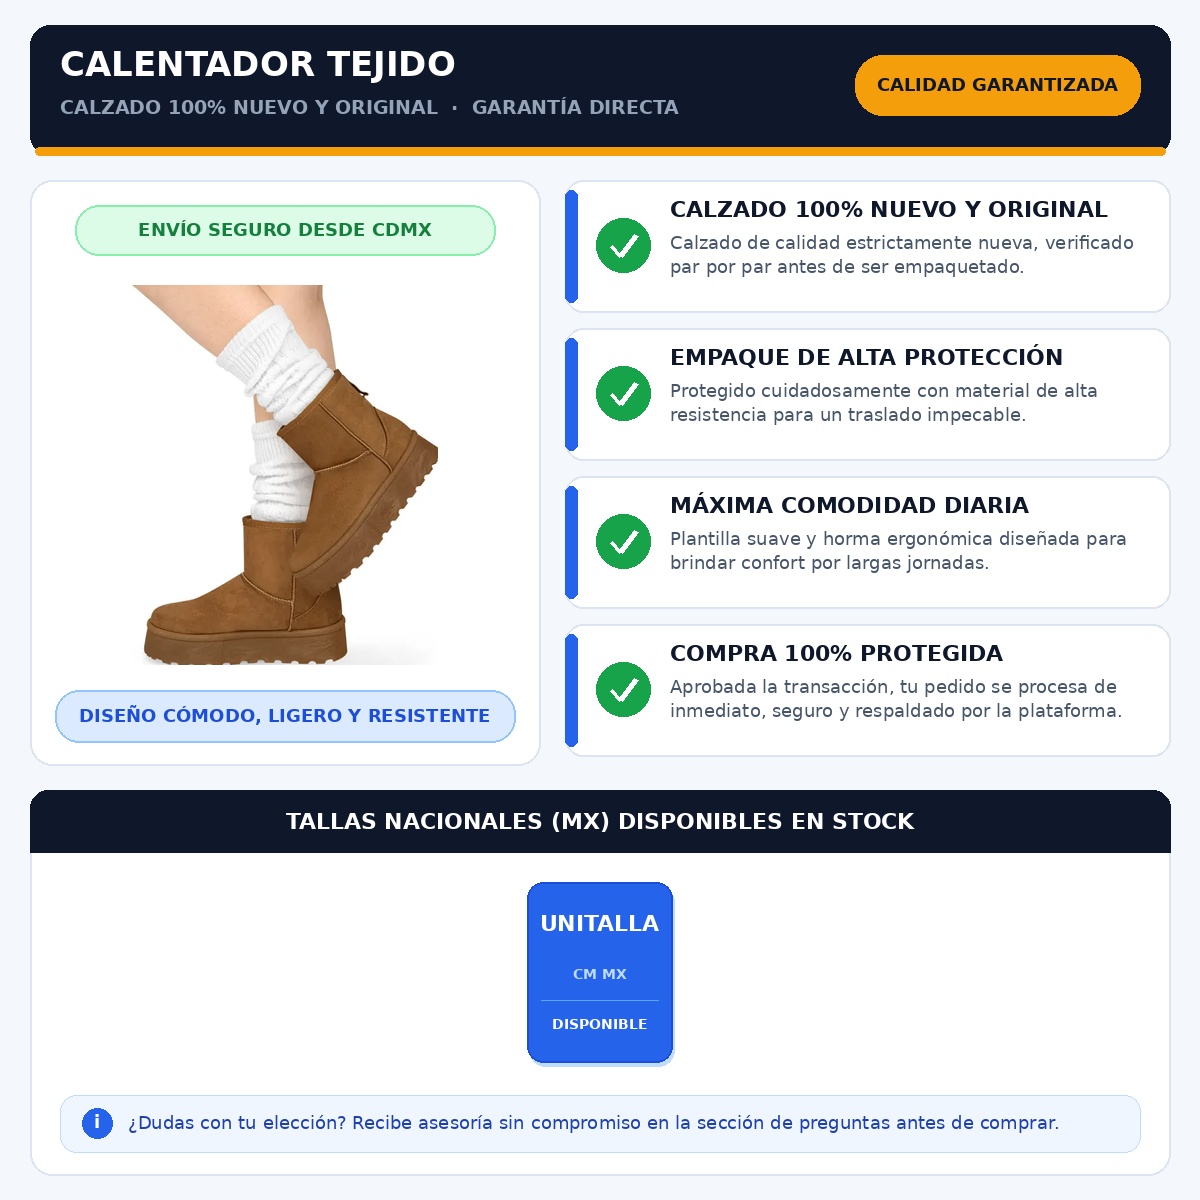 CALENTADOR TEJIDO
CALZADO 100% NUEVO Y ORIGINAL · GARANTÍA DIRECTA
CALIDAD GARANTIZADA
ENVÍO SEGURO DESDE CDMX
DISEÑO CÓMODO, LIGERO Y RESISTENTE
CALZADO 100% NUEVO Y ORIGINAL
Calzado de calidad estrictamente nueva, verificado
par por par antes de ser empaquetado.
EMPAQUE DE ALTA PROTECCIÓN
Protegido cuidadosamente con material de alta
resistencia para un traslado impecable.
MÁXIMA COMODIDAD DIARIA
Plantilla suave y horma ergonómica diseñada para
brindar confort por largas jornadas.
COMPRA 100% PROTEGIDA
Aprobada la transacción, tu pedido se procesa de
inmediato, seguro y respaldado por la plataforma.
TALLAS NACIONALES (MX) DISPONIBLES EN STOCK
UNITALLA
CM MX
DISPONIBLE
i ¿Dudas con tu elección? Recibe asesoría sin compromiso en la sección de preguntas antes de comprar.